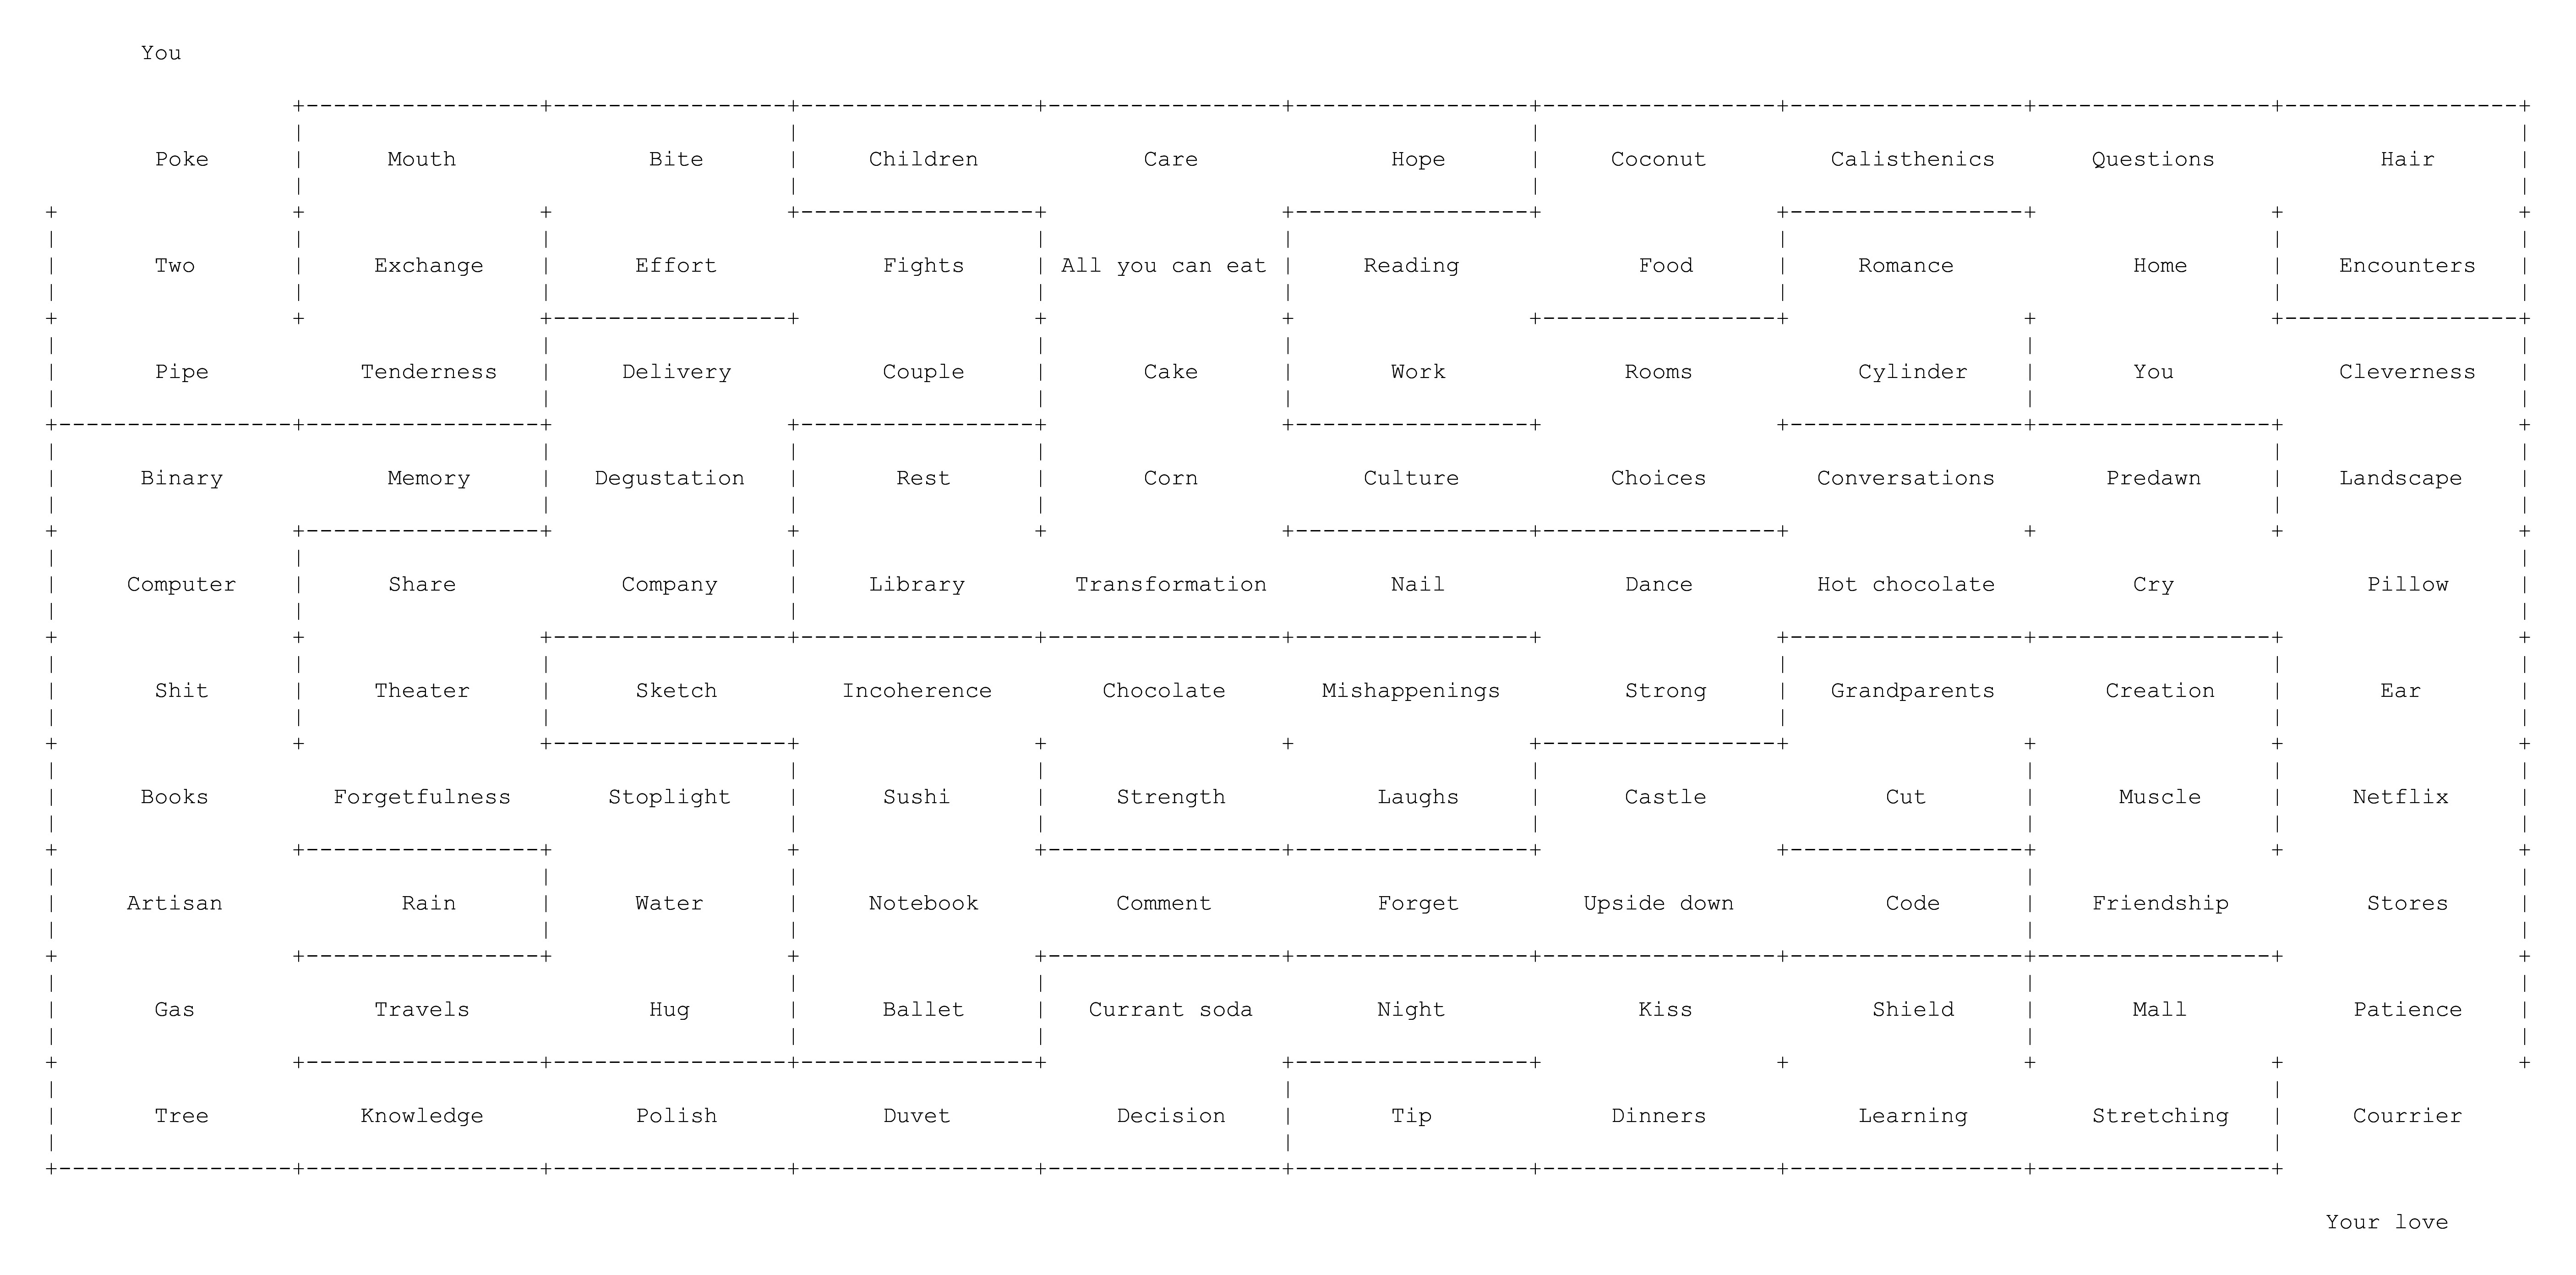 You
Poke Mouth Bite Children Care Hope Coconut Calisthenics Questions Hair
Two Exchange Effort Fights All you can eat Reading Food Romance Home Encounters
Pipe Tenderness Delivery Couple Cake Work Rooms Cylinder You Cleverness
Binary Memory Degustation Rest Corn Culture Choices Conversations Predawn Landscape
Computer Share Company Library Transformation Nail Dance Hot chocolate Cry Pillow
Shit Theater Sketch Incoherence Chocolate Mishappenings Strong Grandparents Creation Ear
Books Forgetfulness Stoplight Sushi Strength Laughs Castle Cut Muscle Netflix
Artisan Rain Water Notebook Comment Forget Upside down Code Friendship Stores
Gas Travels Hug Ballet Currant soda Night Kiss Shield Mall Patience
Tree Knowledge Polish Duvet Decision Tip Dinners Learning Stretching Courrier
Your love